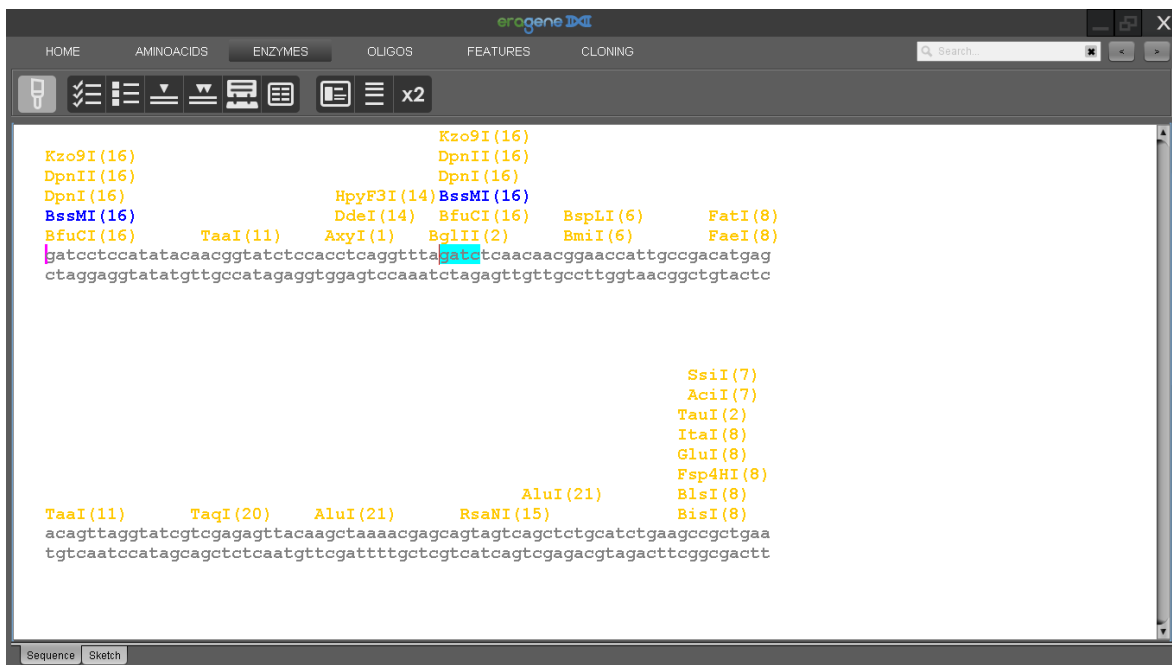 erogene
HOME AMINOACIDS ENZYMES OLIGOS FEATURES CLONING Search...
x2
Kzo9I(16)
Kzo9I(16) DpnII(16)
DpnII(16) DpnI(16)
DpnI(16) HpyF3I(14) BssMI(16)
BssMI(16) DdeI(14) BfuCI(16) BspLI(6) FatI(8)
BfuCI(16) TaaI(11) AxyI(1) BglII(2) BmiI(6) FaeI(8)
gatcctccatatacaacggtatctccacctcaggtttagatctcaacaacggaaccattgccgacatgag
ctaggaggtatatgttgccatagaggtggagtccaaatctagagttgttgccttggtaacggctgtactc
SsiI(7)
AciI(7)
TauI(2)
ItaI(8)
GluI(8)
Fsp4HI(8)
AluI(21) BlsI(8)
TaaI(11) TaqI(20) AluI(21) RsaNI(15) BisI(8)
acagttaggtatcgtcgagagttacaagctaaaacgagcagtagtcagctctgcatctgaagccgctgaa
tgtcaatccatagcagctctcaatgttcgattttgctcgtcatcagtcgagacgtagacttcggcgactt
Sequence Sketch